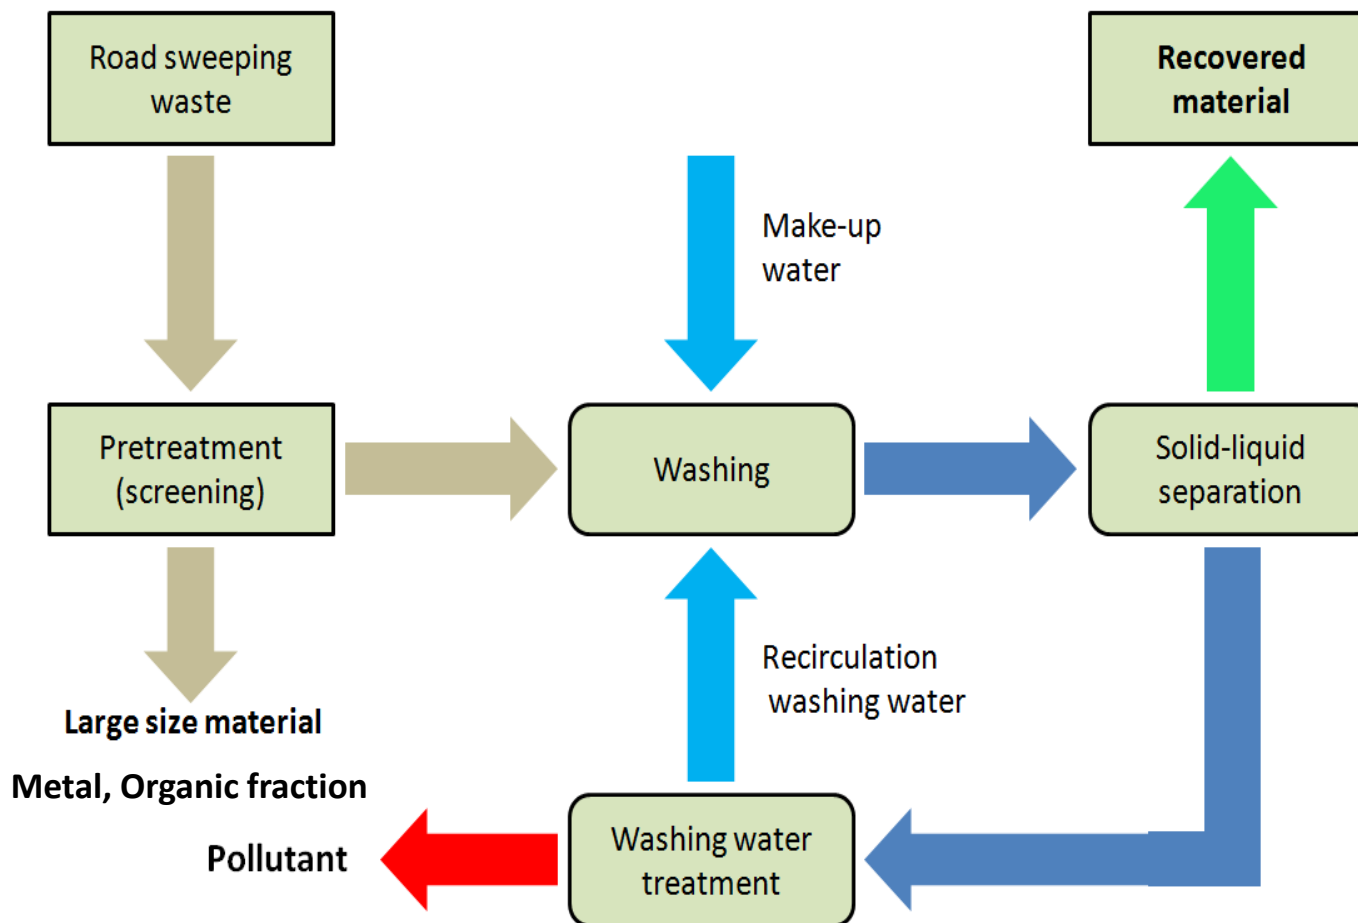 Road sweeping
waste
Recovered
material
Make-up
water
Pretreatment
(screening)
Washing
Solid-liquid
separation
Recirculation
washing water
Large size material
Metal, Organic fraction
Pollutant
Washing water
treatment